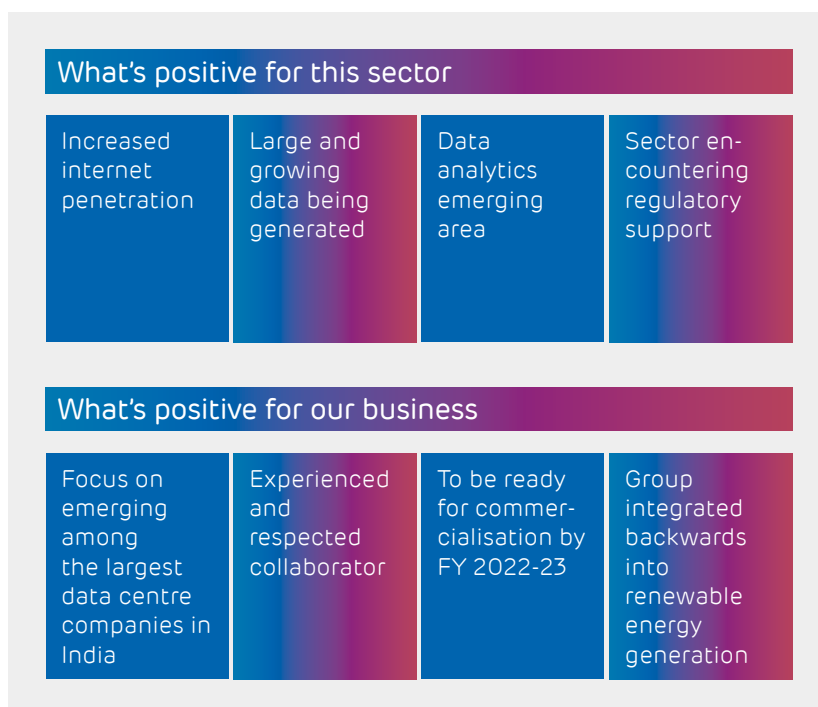 What's positive for this sector
Increased
internet
penetration
Large and
growing
data being
generated
Data
analytics
emerging
area
Sector en-
countering
regulatory
support
What's positive for our business
Focus on
emerging
among
the largest
data centre
companies in
India
Experienced
and
respected
collaborator
To be ready
for commer-
cialisation by
FY 2022-23
Group
integrated
backwards
into
renewable
energy
generation